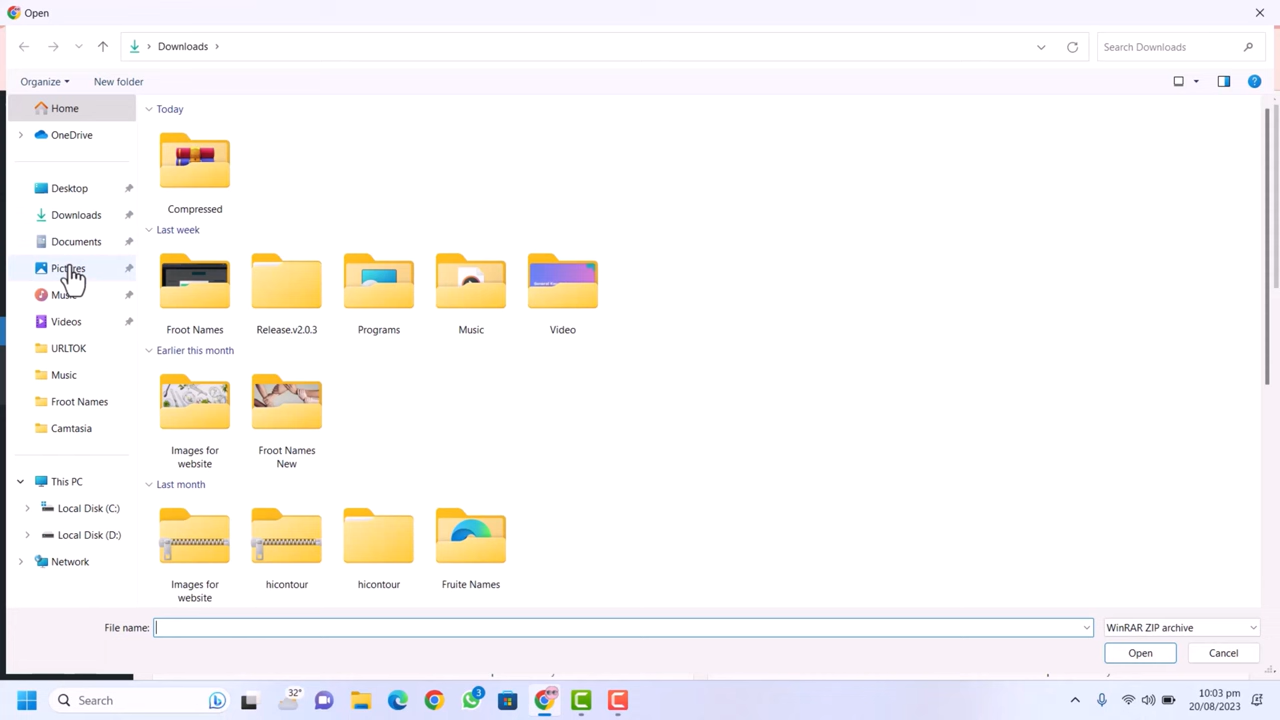 Open
Downloads
Search Downloads
Organize
New folder
Home
OneDrive
Desktop
Downloads
Documents
Pictures
Music
Videos
URLTOK
Music
Froot Names
Camtasia
This PC
Local Disk (C:)
Local Disk (D:)
Network
Today
Compressed
Last week
Froot Names
Release.v2.0.3
Programs
Music
Video
Earlier this month
Images for
website
Froot Names
New
Last month
Images for
website
hicontour
hicontour
Fruite Names
File name:
WinRAR ZIP archive
Open
Cancel
Search
32°
3
10:03 pm
20/08/2023